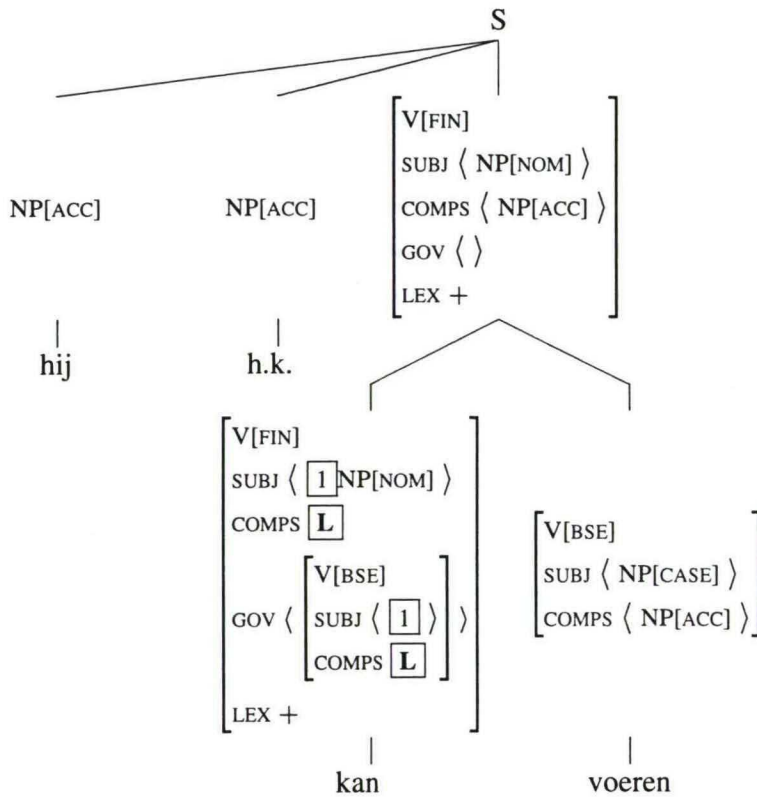 S
V[FIN]
SUBJ ⟨ NP[NOM] ⟩
NP[ACC] NP[ACC] COMPS ⟨ NP[ACC] ⟩
GOV ⟨ ⟩
LEX +
hij h.k.
V[FIN]
SUBJ ⟨ 1 NP[NOM] ⟩
COMPS L
GOV ⟨ V[BSE] SUBJ ⟨ 1 ⟩ COMPS L ⟩
LEX +
V[BSE]
SUBJ ⟨ NP[CASE] ⟩
COMPS ⟨ NP[ACC] ⟩
kan voeren